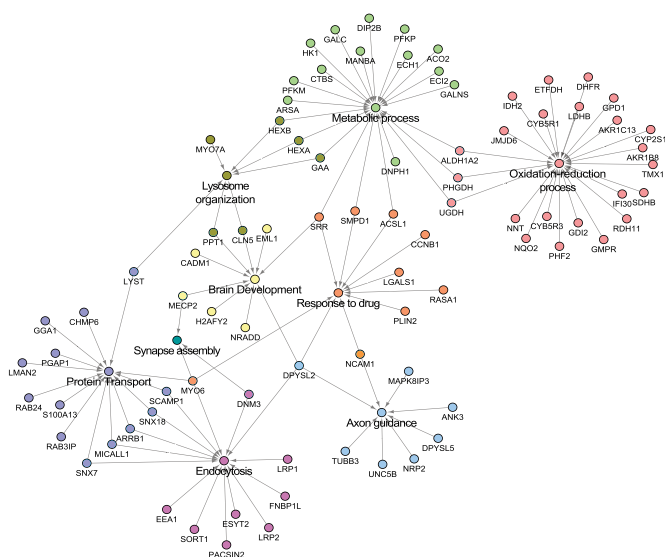 DIP2B
GALC
PFKP
HK1
MANBA
ACO2
ECH1
CTBS
ECI2
PFKM
GALNS
ARSA
Metabolic process
HEXB
MYO7A
HEXA
GAA
DNPH1
Lysosome
organization
ETFDH
DHFR
IDH2
GPD1
CYB5R1
LDHB
AKR1C13
JMJD6
CYP2S1
ALDH1A2
AKR1B8
TMX1
Oxidation-reduction
process
PHGDH
UGDH
IFI30
SDHB
NNT
CYB5R3
RDH11
GDI2
NQO2
GMPR
PHF2
SRR
SMPD1
ACSL1
PPT1
CLN5
EML1
CCNB1
CADM1
LYST
LGALS1
Brain Development
Response to drug
RASA1
MECP2
H2AFY2
PLIN2
NRADD
CHMP6
GGA1
Synapse assembly
PGAP1
LMAN2
Protein Transport
NCAM1
DPYSL2
MAPK8IP3
RAB24
MYO6
SCAMP1
DNM3
S100A13
SNX18
ANK3
Axon guidance
RAB3IP
ARRB1
DPYSL5
MICALL1
TUBB3
NRP2
UNC5B
SNX7
Endocytosis
LRP1
FNBP1L
EEA1
ESYT2
SORT1
LRP2
PACSIN2